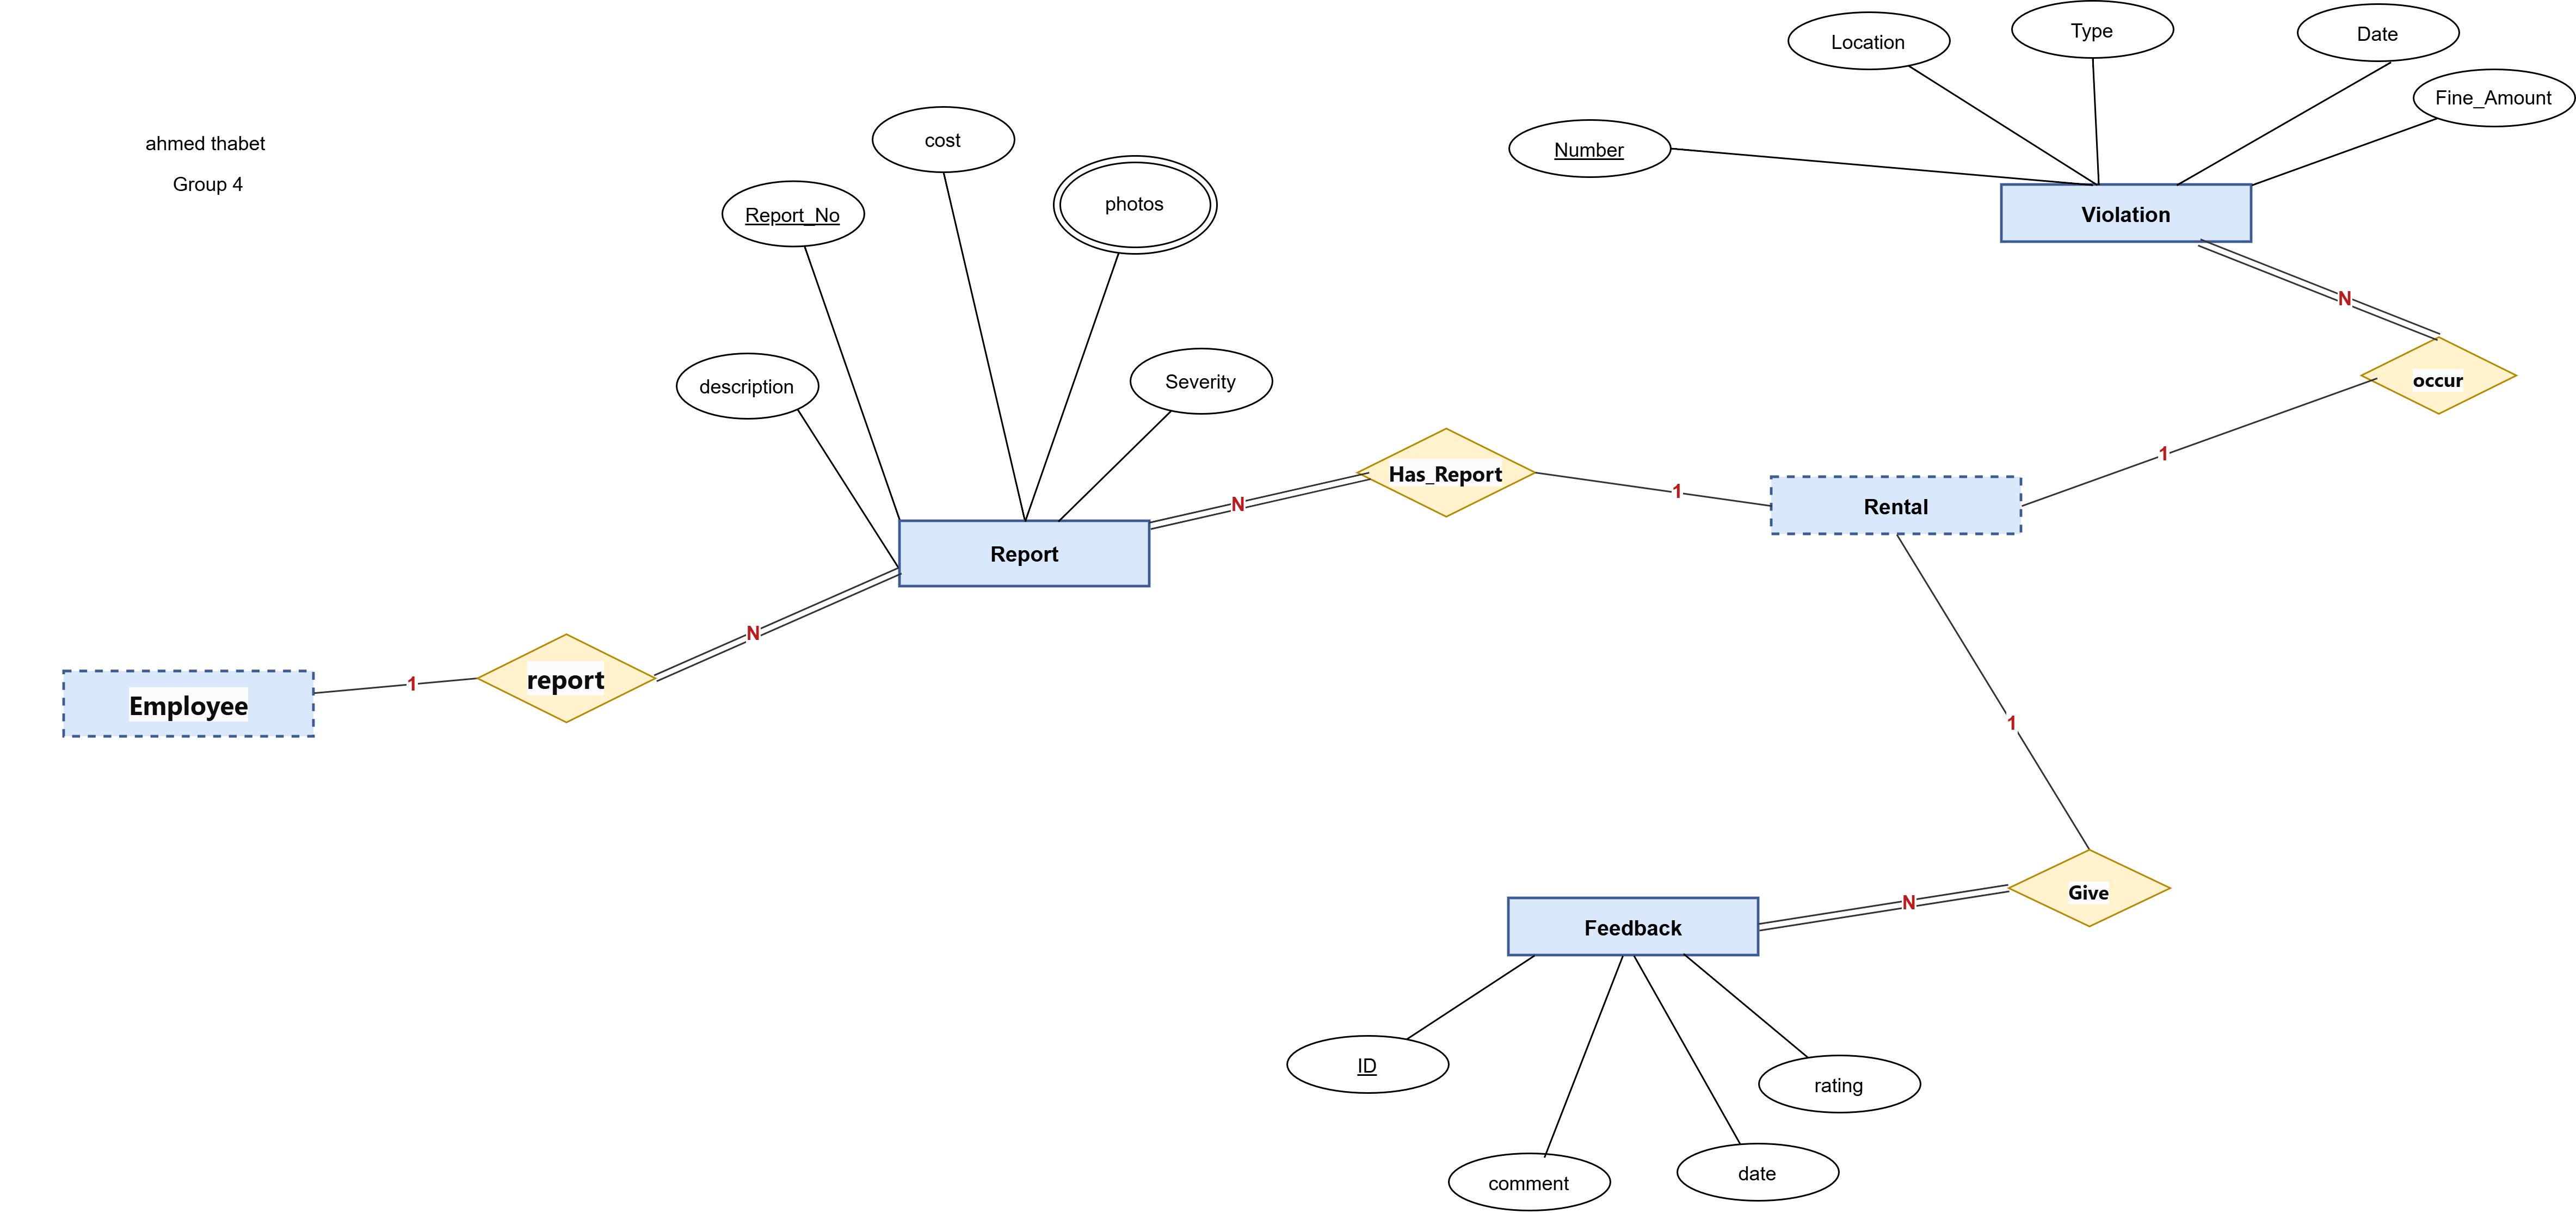 Location
Type
Date
Fine_Amount
Number
Violation
ahmed thabet
Group 4
cost
photos
Report_No
description
Severity
N
occur
1
Has_Report
N
1
Rental
Report
N
Employee
1
report
1
Give
N
Feedback
ID
rating
comment
date